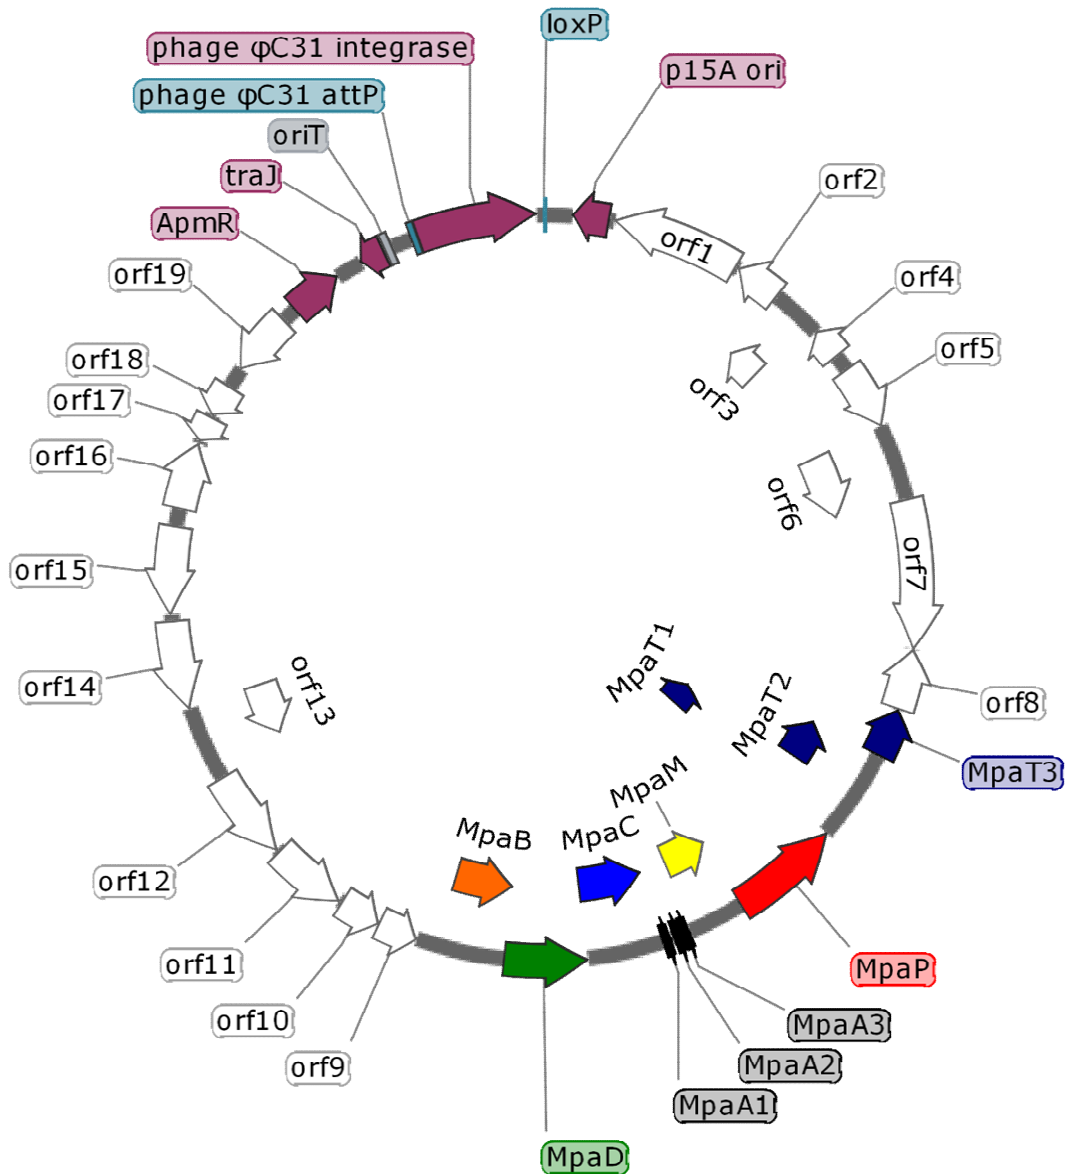 loxP
phage φC31 integrase
p15A ori
phage φC31 attP
oriT
traJ
orf2
ApmR
orf1
orf19
orf4
orf18
orf5
orf17
orf3
orf16
orf6
orf7
orf15
MpaT1
orf14
orf13
MpaT2
orf8
MpaT3
MpaM
MpaB
MpaC
orf12
orf11
MpaP
orf10
MpaA3
orf9
MpaA2
MpaA1
MpaD